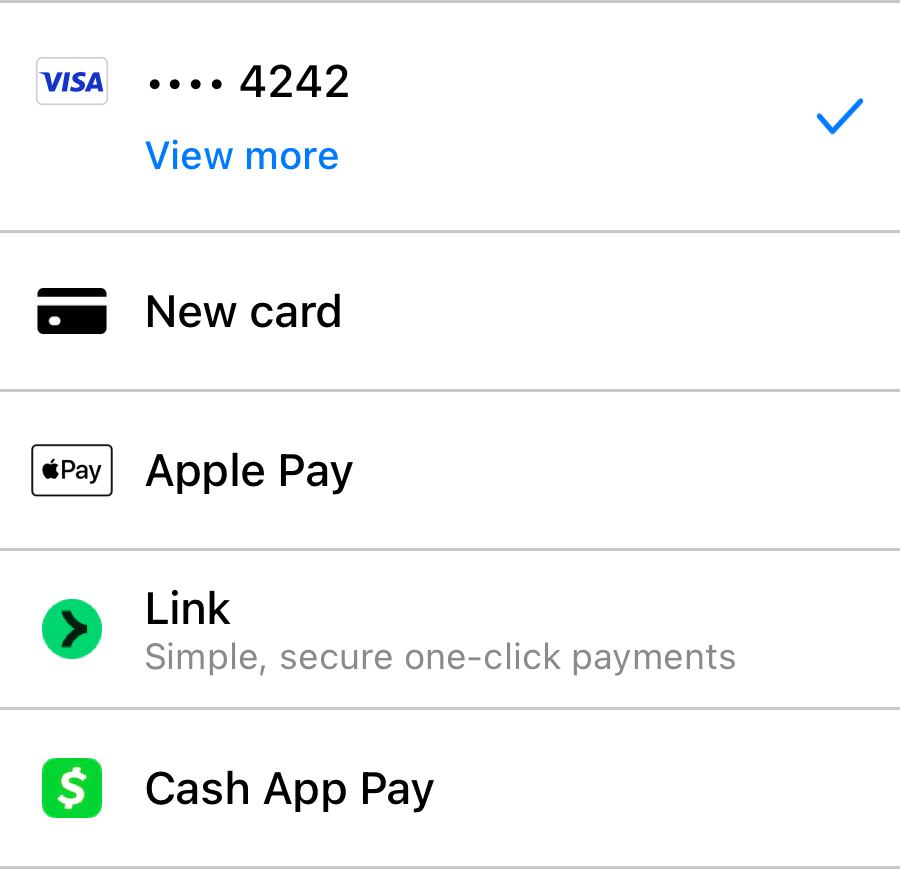 VISA
•••• 4242
View more
New card
Pay
Apple Pay
Link
Simple, secure one-click payments
$
Cash App Pay